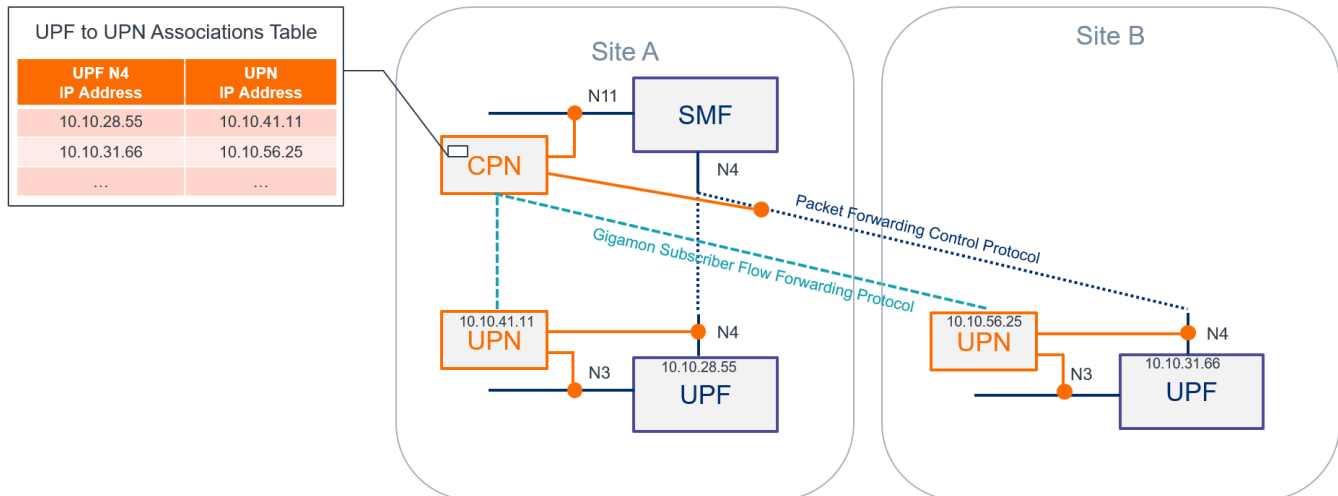 UPF to UPN Associations Table
UPF N4
IP Address
UPN
IP Address
10.10.28.55
10.10.41.11
10.10.31.66
10.10.56.25
...
...
Site A
N11
SMF
CPN
N4
Packet Forwarding Control Protocol
Gigamon Subscriber Flow Forwarding Protocol
10.10.41.11
UPN
N4
N3
10.10.28.55
UPF
Site B
10.10.56.25
UPN
N4
N3
10.10.31.66
UPF